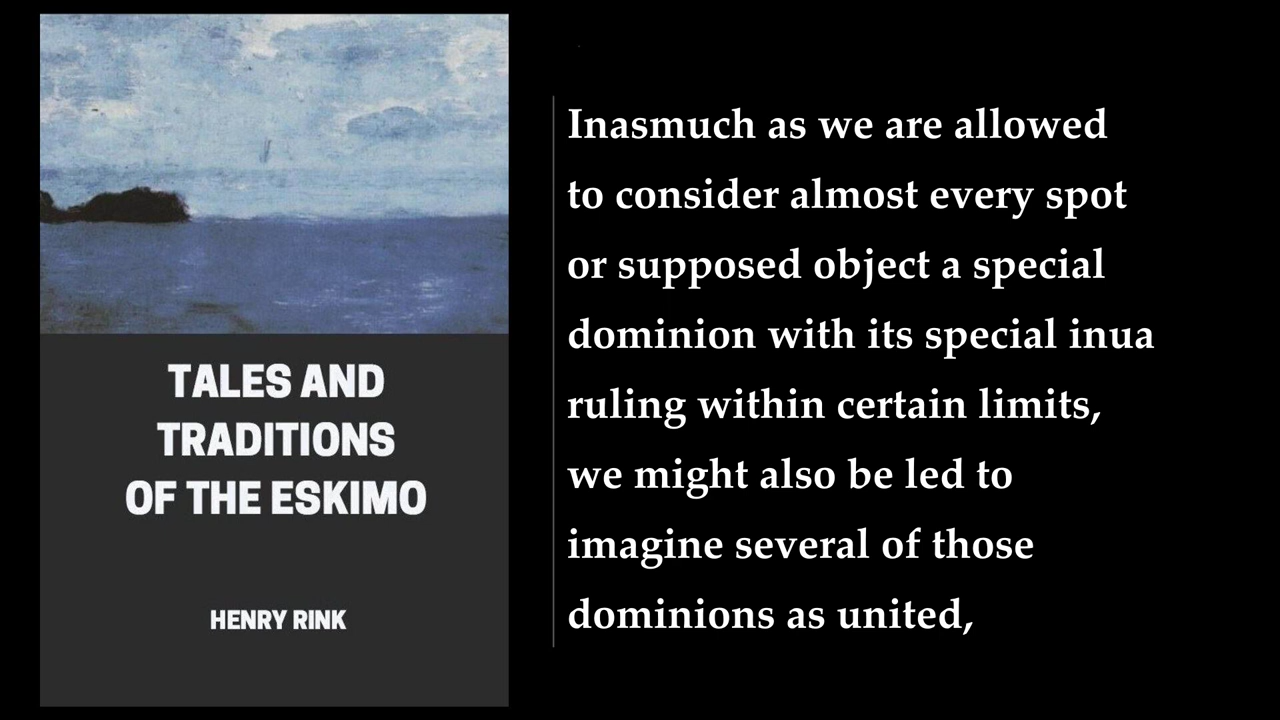 TALES AND
TRADITIONS
OF THE ESKIMO
HENRY RINK
Inasmuch as we are allowed
to consider almost every spot
or supposed object a special
dominion with its special inua
ruling within certain limits,
we might also be led to
imagine several of those
dominions as united,